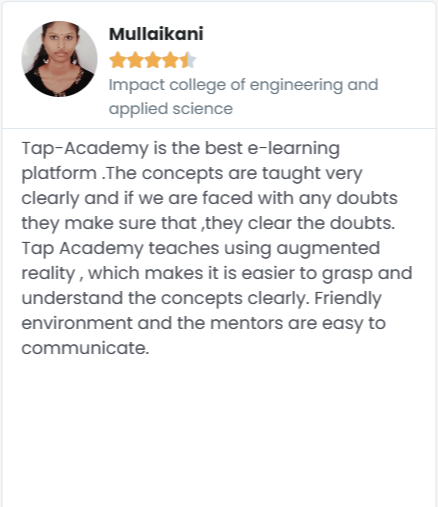 Mullaikani
Impact college of engineering and
applied science
Tap-Academy is the best e-learning
platform .The concepts are taught very
clearly and if we are faced with any doubts
they make sure that ,they clear the doubts.
Tap Academy teaches using augmented
reality , which makes it is easier to grasp and
understand the concepts clearly. Friendly
environment and the mentors are easy to
communicate.